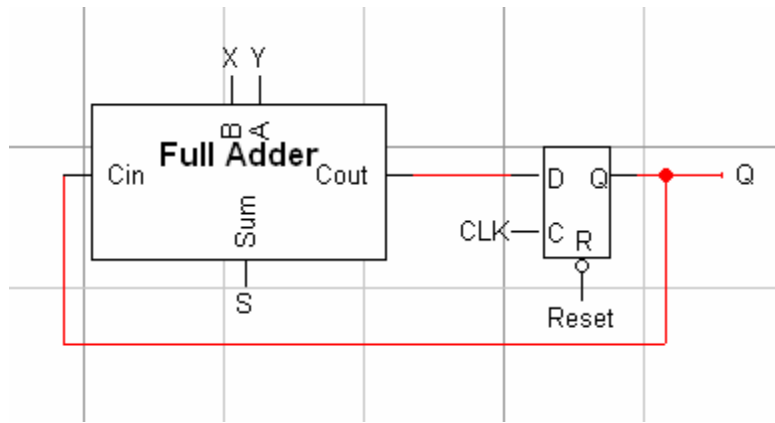 X Y
B A
Full Adder
Cin
Cout
Sum
S
D Q
CLK
C R
Reset
Q